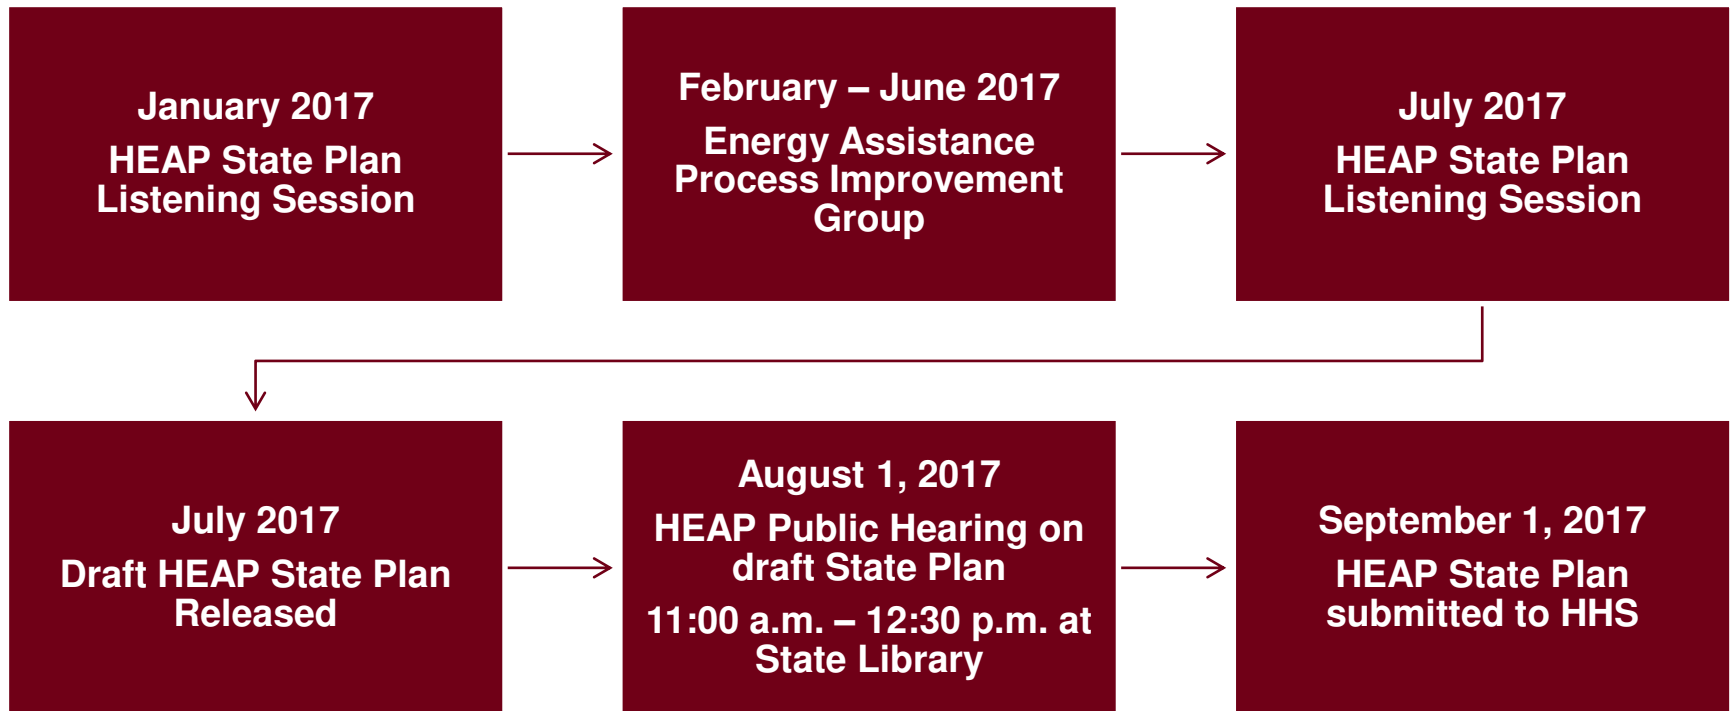 January 2017
HEAP State Plan
Listening Session
February – June 2017
Energy Assistance
Process Improvement
Group
July 2017
HEAP State Plan
Listening Session
July 2017
Draft HEAP State Plan
Released
August 1, 2017
HEAP Public Hearing on
draft State Plan
11:00 a.m. – 12:30 p.m. at
State Library
September 1, 2017
HEAP State Plan
submitted to HHS